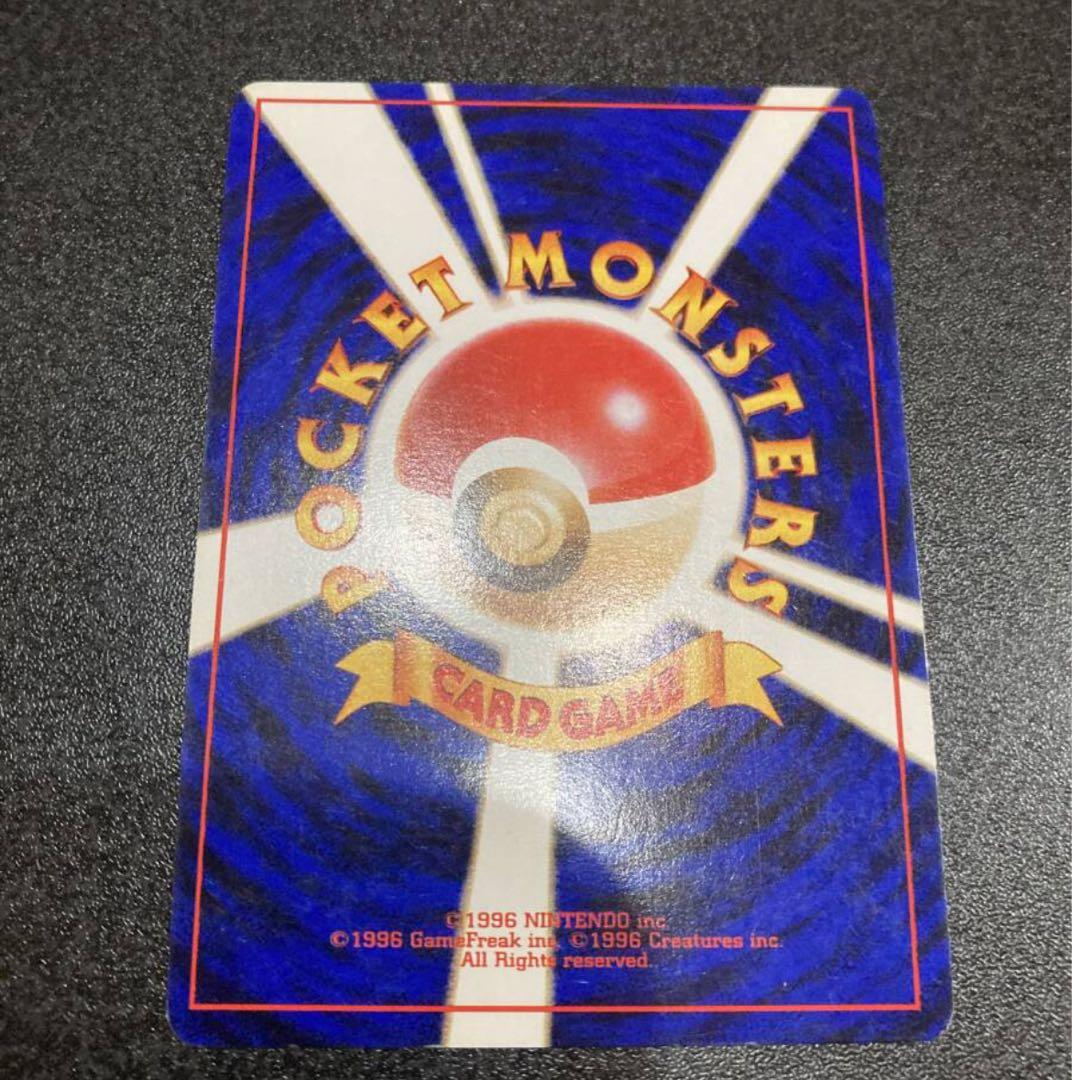 POCKET MONSTERS
CARD GAME
©1996 NINTENDO inc.
©1996 GameFreak inc. ©1996 Creatures inc.
All Rights reserved.